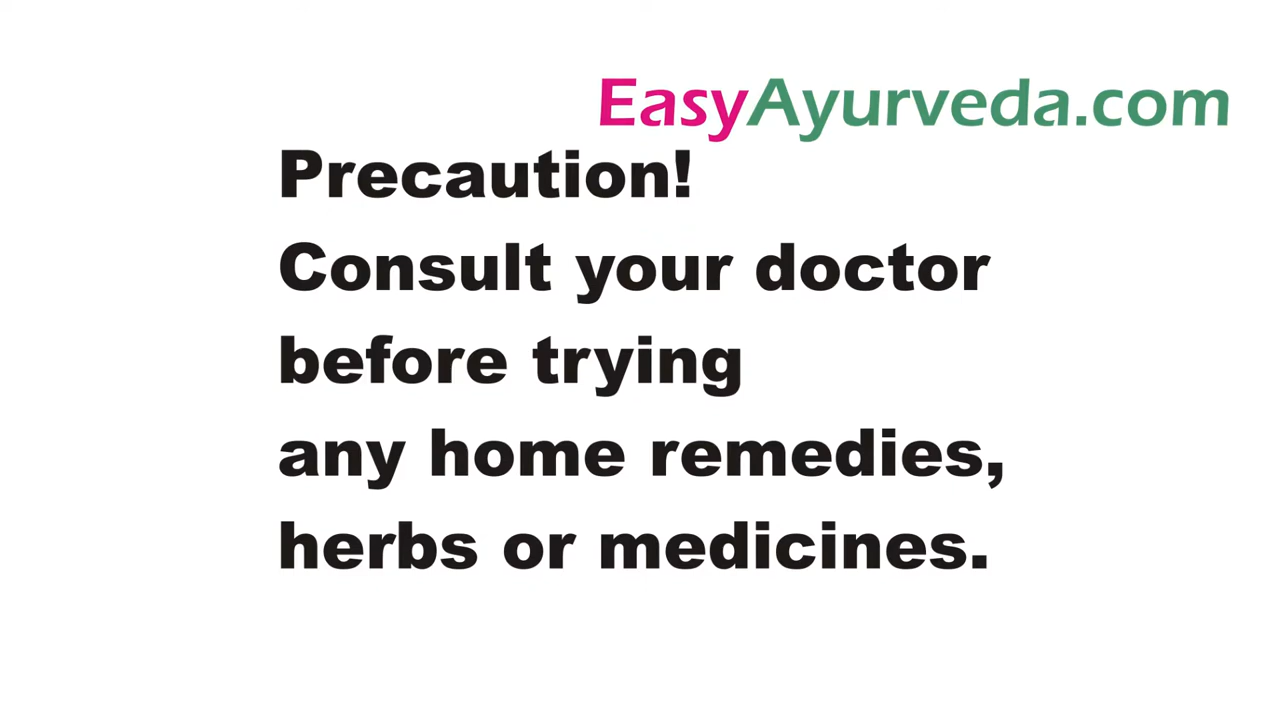 EasyAyurveda.com
Precaution!
Consult your doctor
before trying
any home remedies,
herbs or medicines.